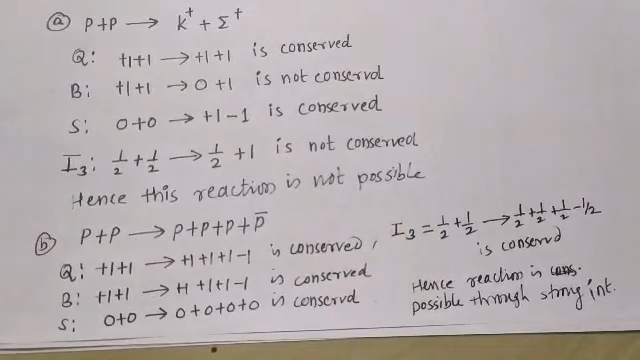 (a) P+P → K⁺ + Σ⁺
Q: +1+1 → +1+1 is conserved
B: +1+1 → 0+1 is not conservd
S: 0+0 → +1-1 is conserved
I₃: 1/2 + 1/2 → 1/2 + 1 is not conserved
Hence this reaction is not possible
(b) P+P → P+P+P+P̅
Q: +1+1 → +1+1+1-1 is conserved,
B: +1+1 → +1+1+1-1 is conserved
S: 0+0 → 0+0+0+0 is conservd
I₃ = 1/2 + 1/2 → 1/2 + 1/2 + 1/2 - 1/2
is conservd
Hence reaction is
possible through strong int.